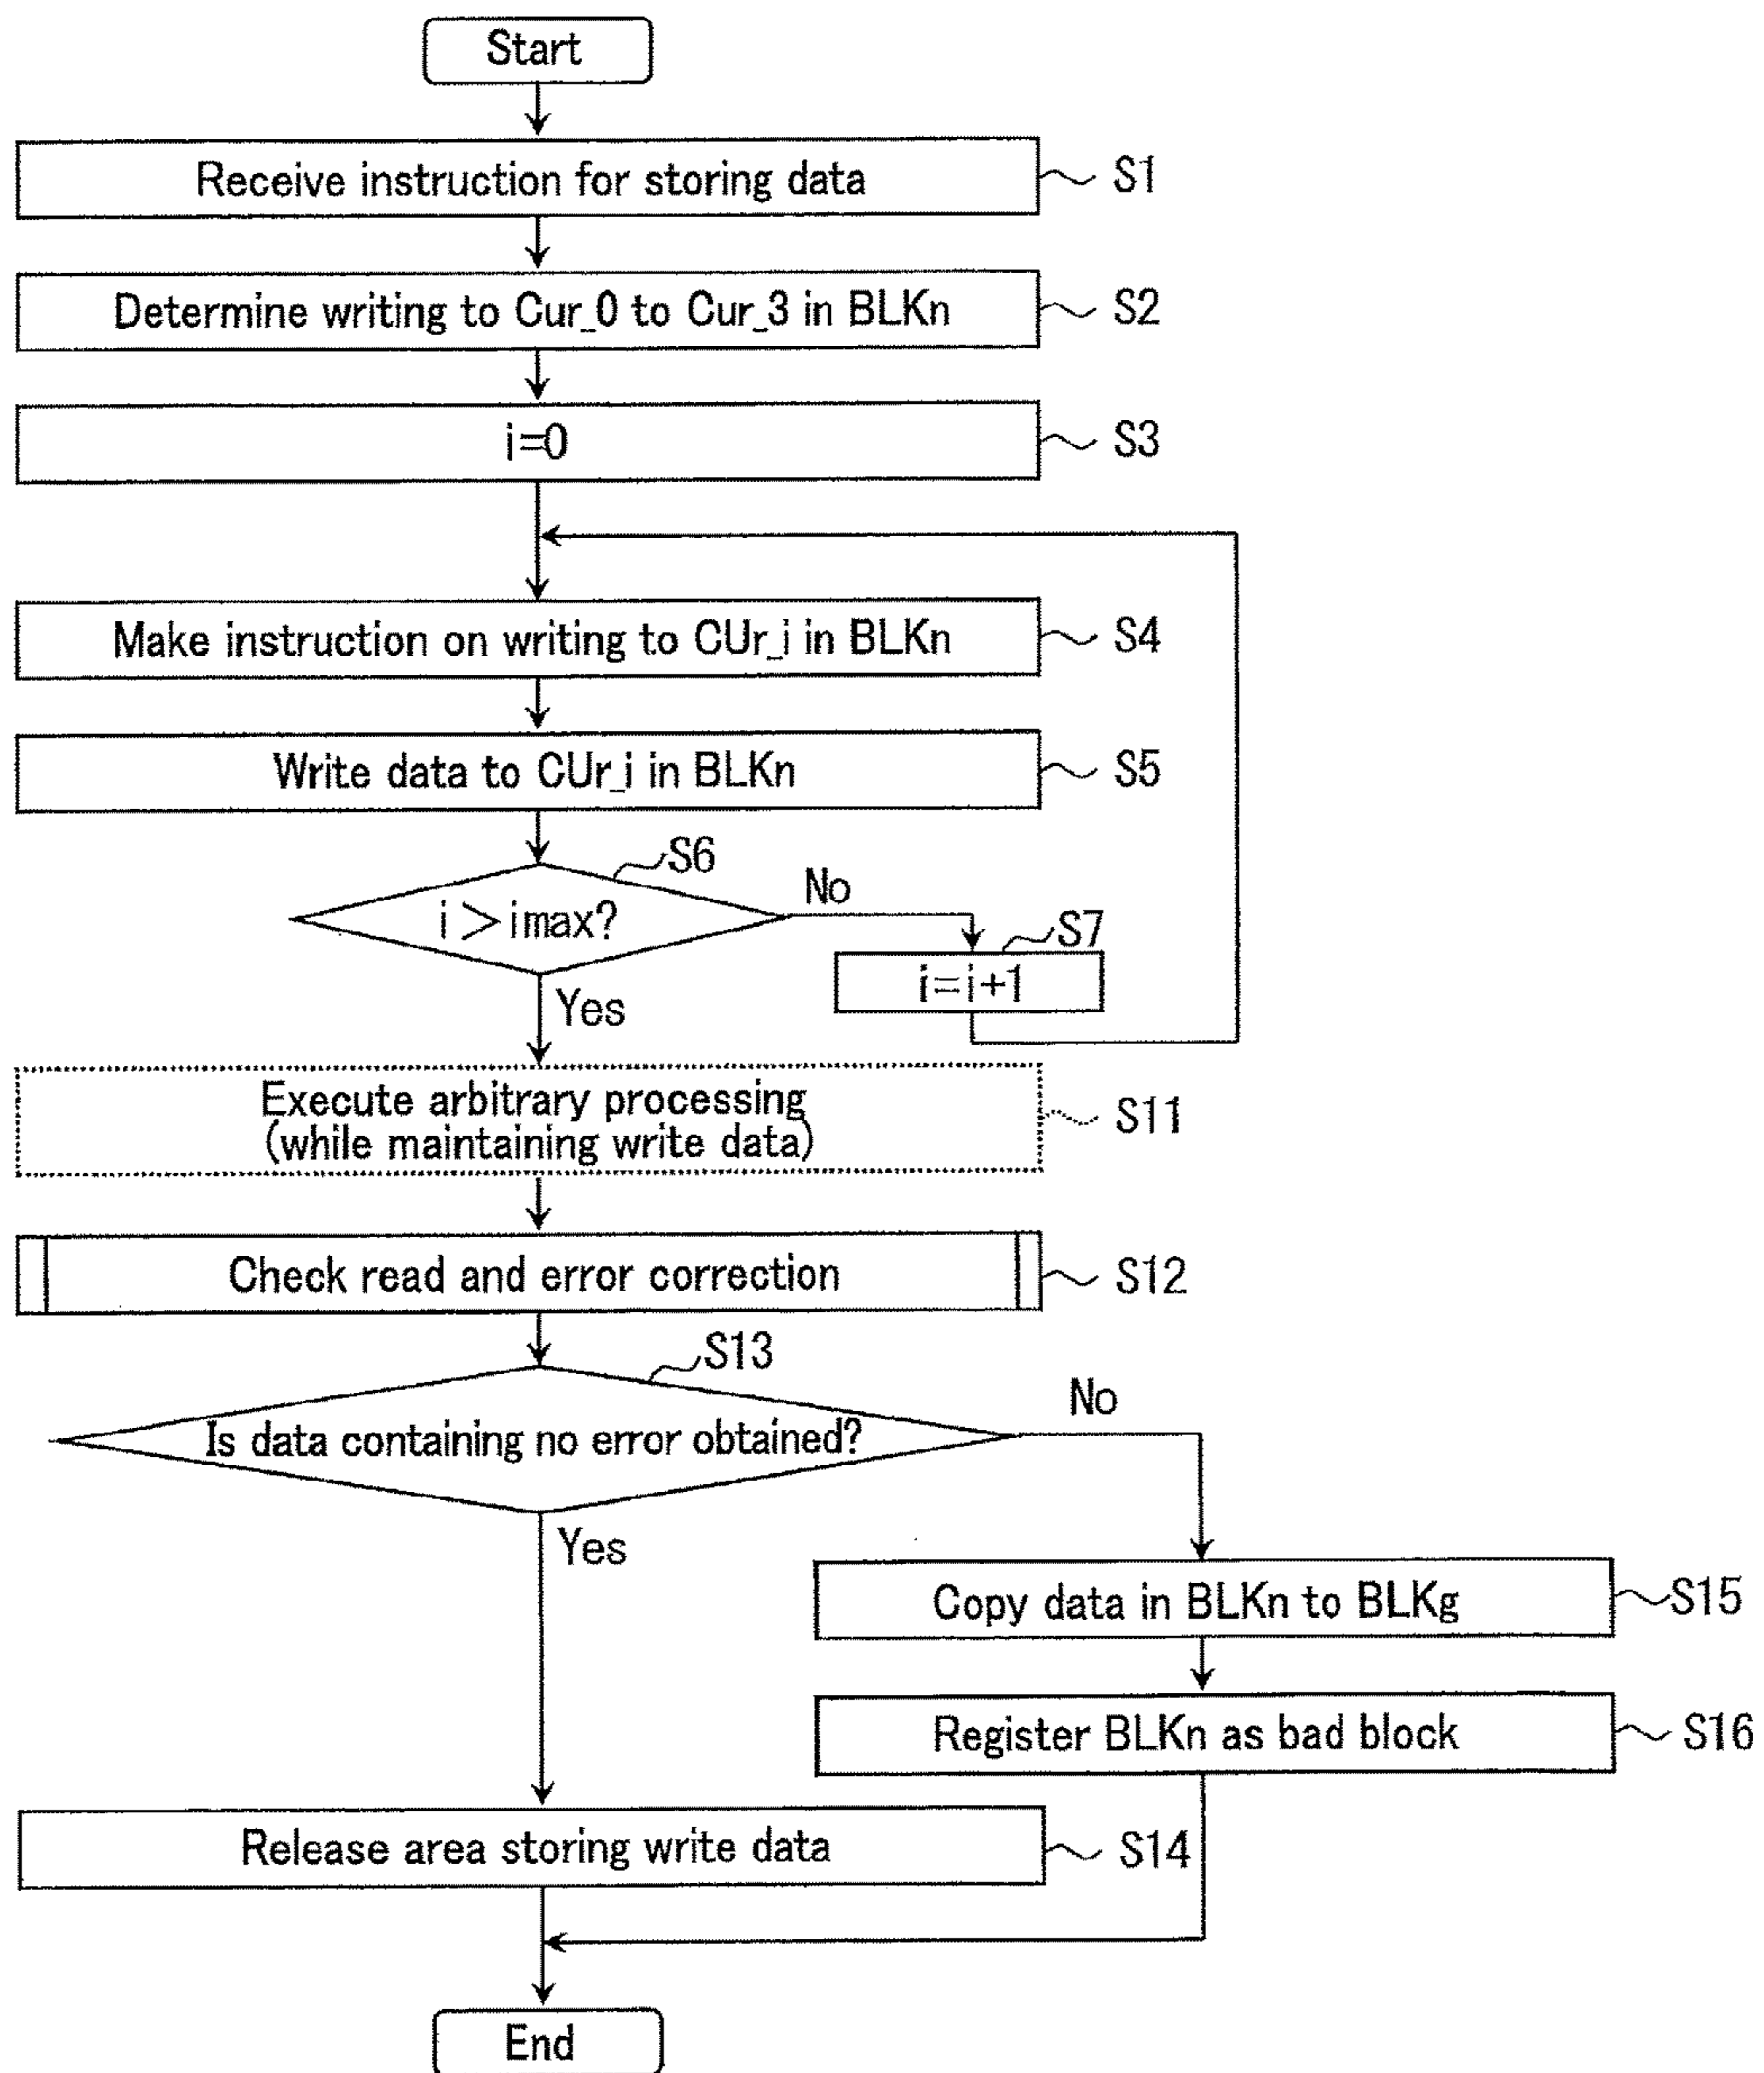 Start
Receive instruction for storing data
S1
Determine writing to Cur_0 to Cur_3 in BLKn
S2
i=0
S3
Make instruction on writing to CUr_i in BLKn
S4
Write data to CUr_i in BLKn
S5
S6
i > imax?
No
S7
i=i+1
Yes
Execute arbitrary processing
(while maintaining write data)
S11
Check read and error correction
S12
S13
Is data containing no error obtained?
No
Yes
Copy data in BLKn to BLKg
S15
Register BLKn as bad block
S16
Release area storing write data
S14
End